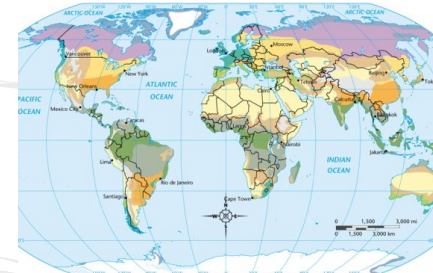 ARCTIC OCEAN
ARCTIC OCEAN
Moscow
Vancouver
New York
Beijing
New Orleans
ATLANTIC
OCEAN
Cairo
PACIFIC
OCEAN
Mexico City
Calcutta
Bangkok
Caracas
Lagos
Nairobi
Jakarta
Lima
INDIAN
OCEAN
Rio de Janeiro
Santiago
Cape Town
0 1,500 3,000 mi
0 1,500 3,000 km